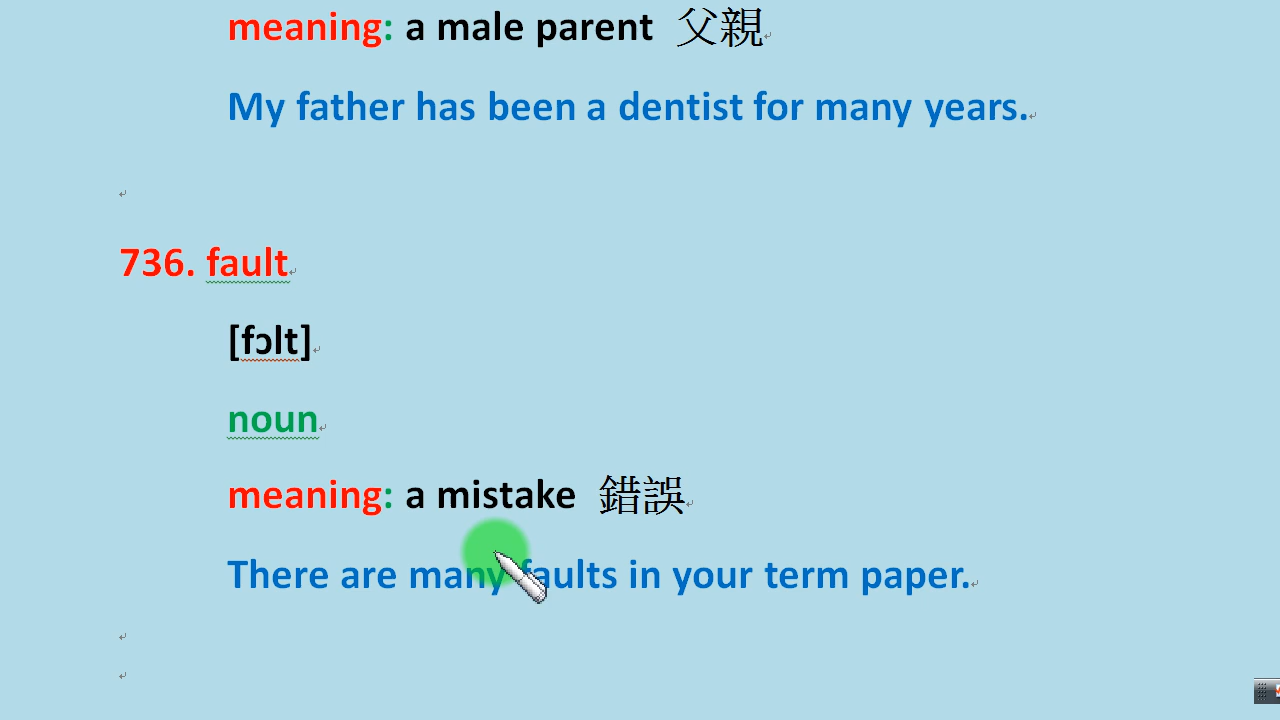 meaning: a male parent 父親
My father has been a dentist for many years.
736. fault
[fɔlt]
noun
meaning: a mistake 錯誤
There are many faults in your term paper.